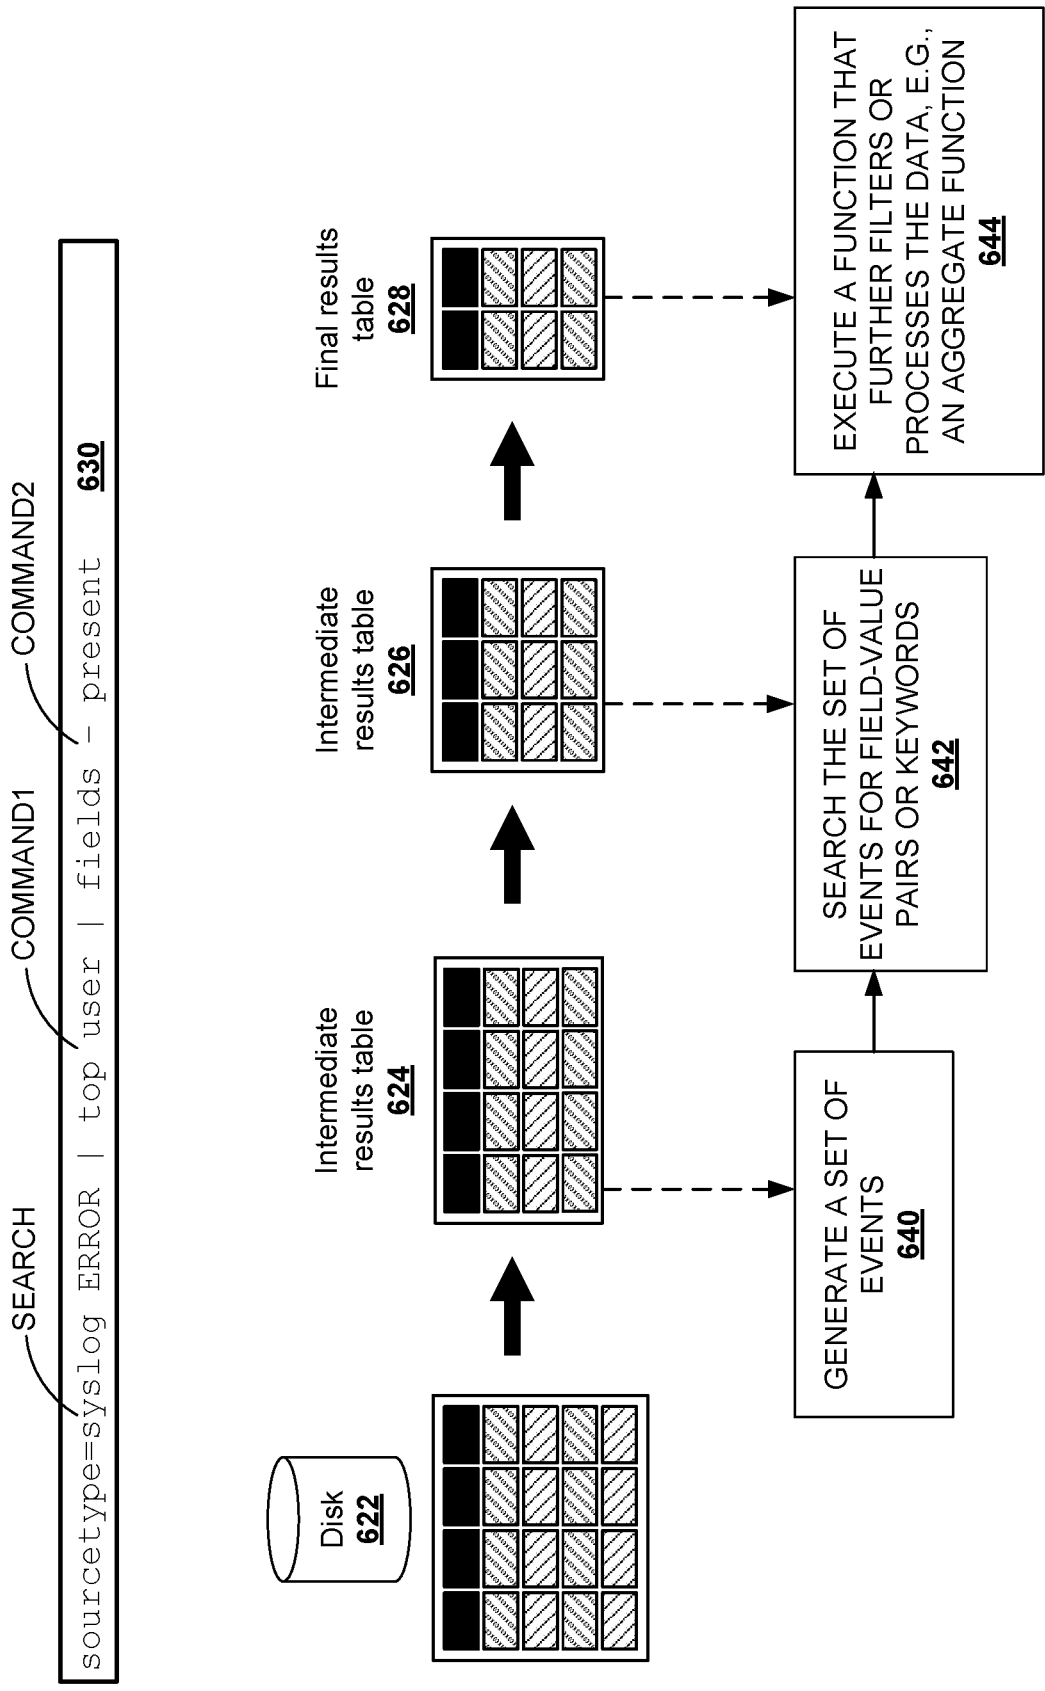 SEARCH
COMMAND1
COMMAND2
sourcetype=syslog ERROR | top user | fields – present
630
Disk
622
Intermediate
results table
624
Intermediate
results table
626
Final results
table
628
GENERATE A SET OF
EVENTS
640
SEARCH THE SET OF
EVENTS FOR FIELD-VALUE
PAIRS OR KEYWORDS
642
EXECUTE A FUNCTION THAT
FURTHER FILTERS OR
PROCESSES THE DATA, E.G.,
AN AGGREGATE FUNCTION
644